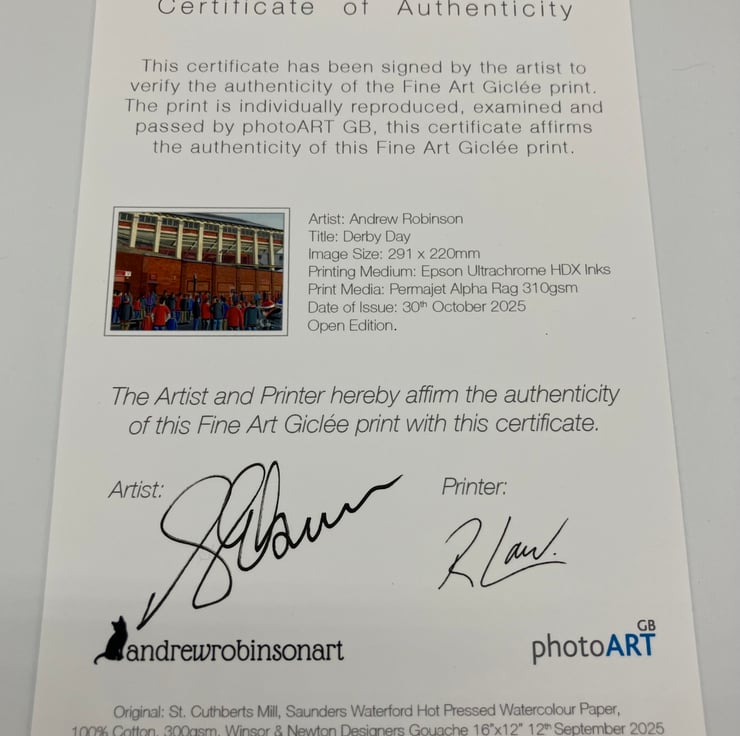 Certificate of Authenticity
This certificate has been signed by the artist to
verify the authenticity of the Fine Art Giclée print.
The print is individually reproduced, examined and
passed by photoART GB, this certificate affirms
the authenticity of this Fine Art Giclée print.
Artist: Andrew Robinson
Title: Derby Day
Image Size: 291 x 220mm
Printing Medium: Epson Ultrachrome HDX Inks
Print Media: Permajet Alpha Rag 310gsm
Date of Issue: 30th October 2025
Open Edition.
The Artist and Printer hereby affirm the authenticity
of this Fine Art Giclée print with this certificate.
Artist:
Printer:
R Law.
andrewrobinsonart
photoART GB
Original: St. Cuthberts Mill, Saunders Waterford Hot Pressed Watercolour Paper,
100% Cotton, 300gsm, Winsor & Newton Designers Gouache 16"x12" 12th September 2025